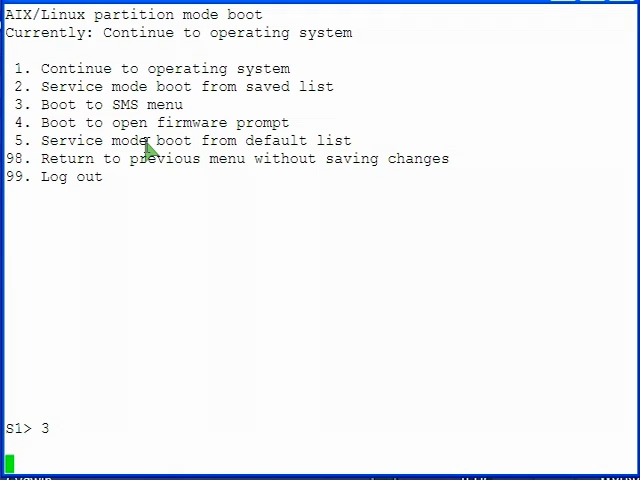 AIX/Linux partition mode boot
Currently: Continue to operating system
1. Continue to operating system
2. Service mode boot from saved list
3. Boot to SMS menu
4. Boot to open firmware prompt
5. Service mode boot from default list
98. Return to previous menu without saving changes
99. Log out
S1> 3